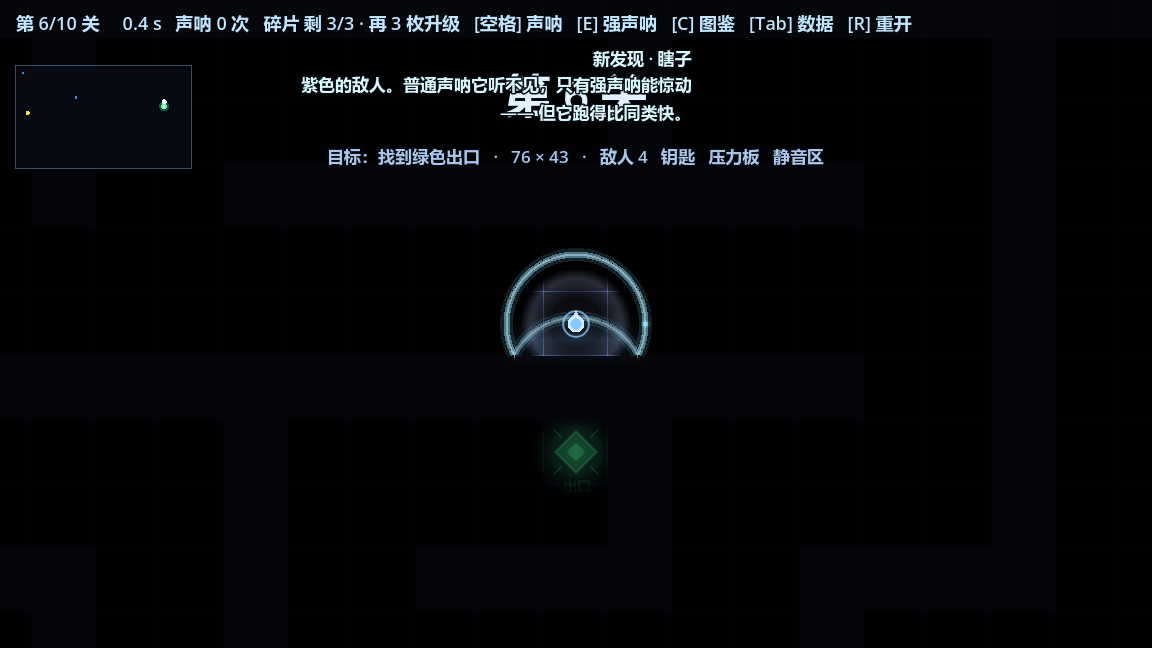 第 6/10 关 0.4 s 声呐 0 次 碎片 剩 3/3 · 再 3 枚升级 [空格] 声呐 [E] 强声呐 [C] 图鉴 [Tab] 数据 [R] 重开
新发现 · 瞎子
紫色的敌人。普通声呐它听不见，只有强声呐能惊动
——但它跑得比同类快。
第 6 关
目标：找到绿色出口 · 76 × 43 · 敌人 4 钥匙 压力板 静音区
出口